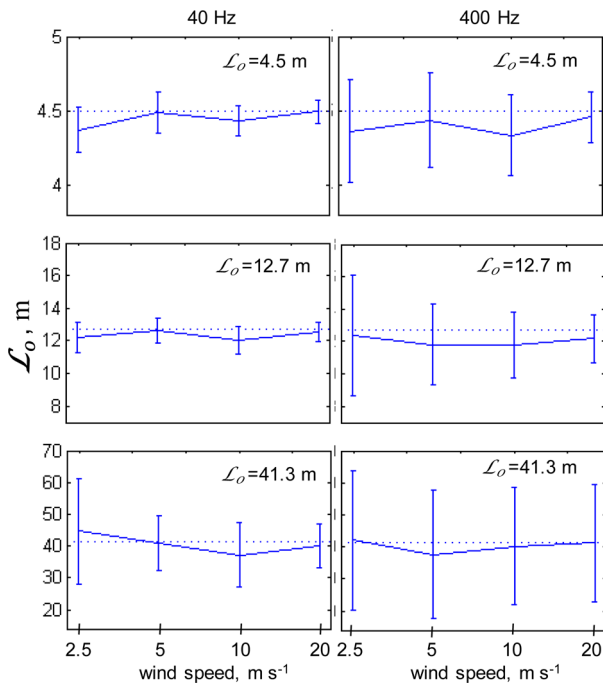 40 Hz 400 Hz
5
ℒₒ=4.5 m ℒₒ=4.5 m
4.5
4
18
ℒₒ=12.7 m ℒₒ=12.7 m
16
14
12
10
8
ℒₒ, m
70
ℒₒ=41.3 m ℒₒ=41.3 m
60
50
40
30
20
2.5 5 10 20 2.5 5 10 20
wind speed, m s⁻¹ wind speed, m s⁻¹